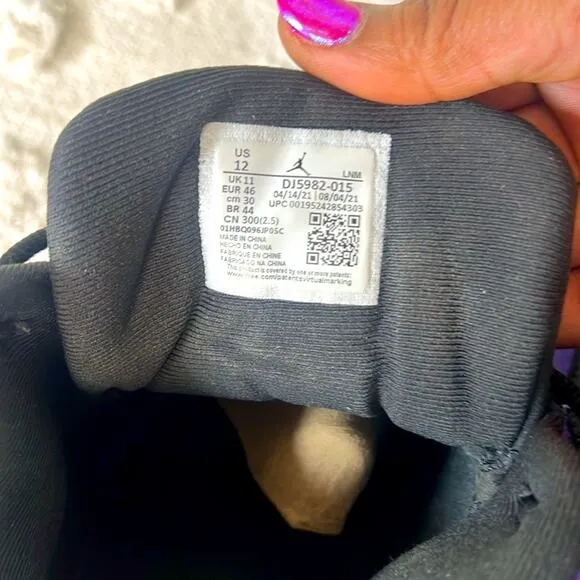 US
12
LNM
UK 11
EUR 46
cm 30
BR 44
CN 300(2.5)
DJ5982-015
04/14/21 08/04/21
UPC 00195242854303
01HBQ096JP05C
MADE IN CHINA
HECHO EN CHINA
FABRIQUÉ EN CHINE
FABRICADO NA CHINA
This product is covered by one or more patents:
www.nike.com/patentsvirtualmarking